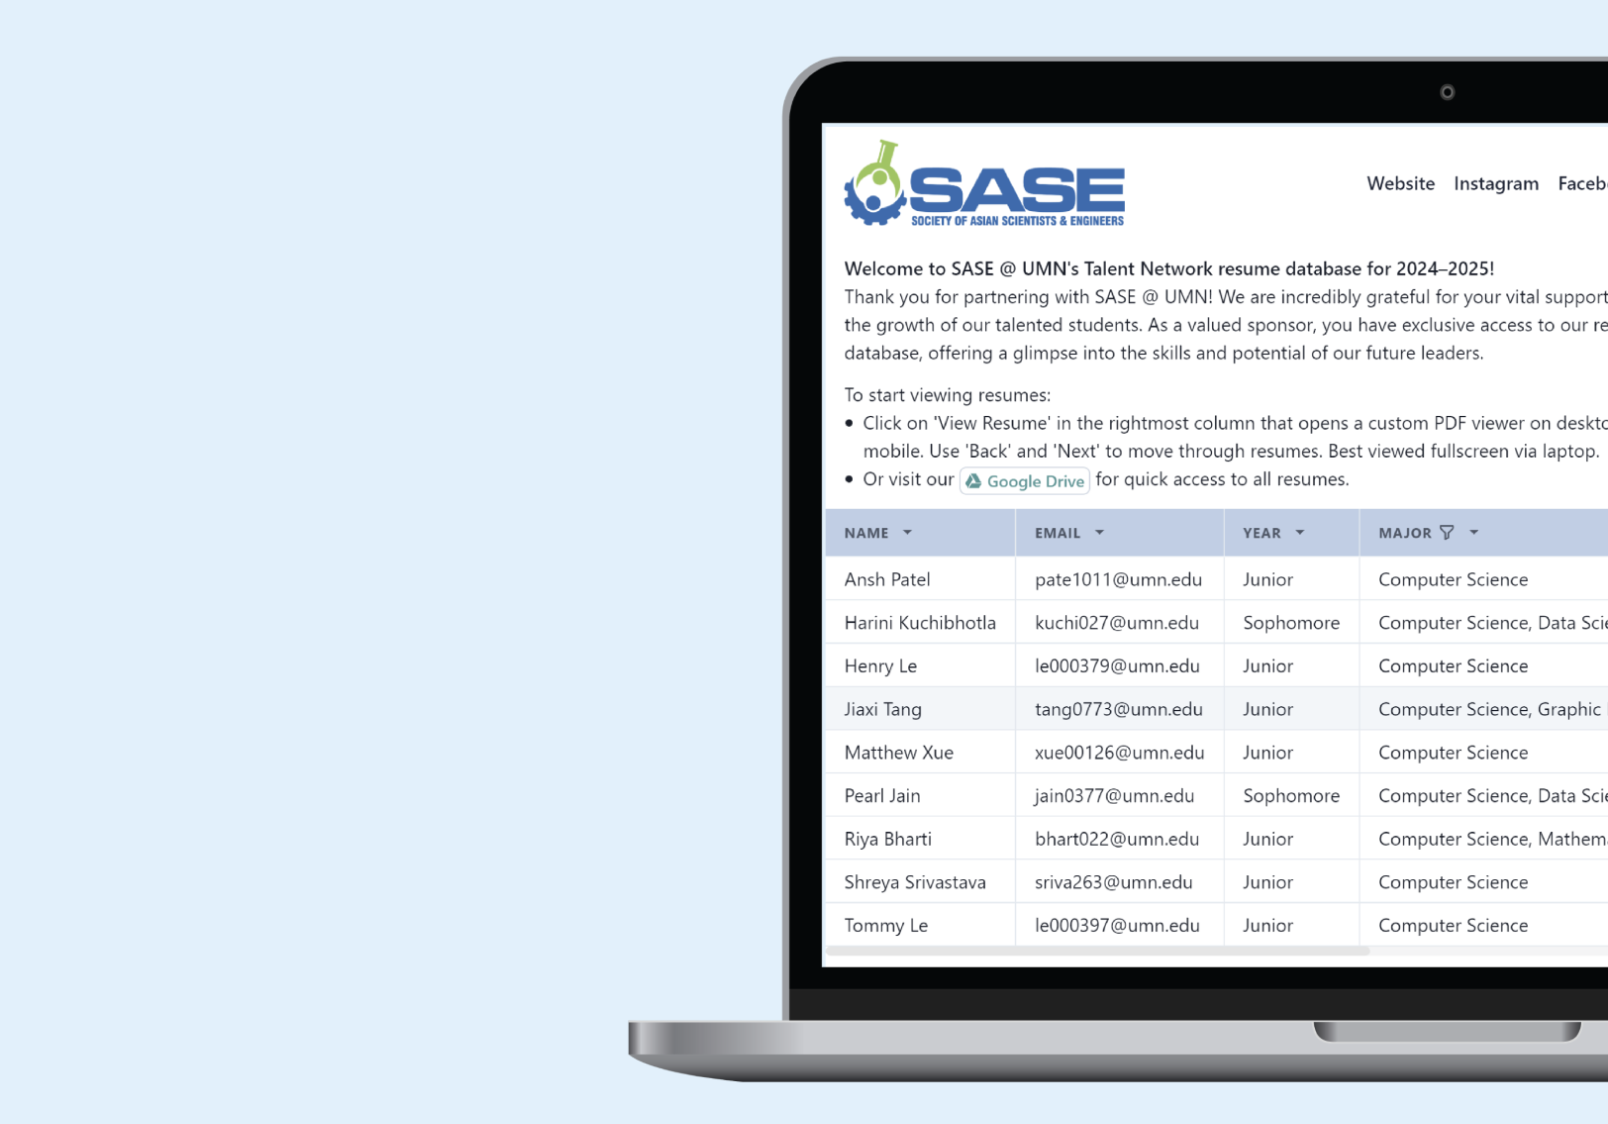 SASE
SOCIETY OF ASIAN SCIENTISTS & ENGINEERS
Website Instagram
Welcome to SASE @ UMN's Talent Network resume database for 2024–2025!
Thank you for partnering with SASE @ UMN! We are incredibly grateful for your vital support
the growth of our talented students. As a valued sponsor, you have exclusive access to our
database, offering a glimpse into the skills and potential of our future leaders.
To start viewing resumes:
• Click on 'View Resume' in the rightmost column that opens a custom PDF viewer on
mobile. Use 'Back' and 'Next' to move through resumes. Best viewed fullscreen via laptop.
• Or visit our Google Drive for quick access to all resumes.
NAME EMAIL YEAR MAJOR
Ansh Patel pate1011@umn.edu Junior Computer Science
Harini Kuchibhotla kuchi027@umn.edu Sophomore Computer Science, Data
Henry Le le000379@umn.edu Junior Computer Science
Jiaxi Tang tang0773@umn.edu Junior Computer Science, Graphic
Matthew Xue xue00126@umn.edu Junior Computer Science
Pearl Jain jain0377@umn.edu Sophomore Computer Science, Data
Riya Bharti bhart022@umn.edu Junior Computer Science,
Shreya Srivastava sriva263@umn.edu Junior Computer Science
Tommy Le le000397@umn.edu Junior Computer Science